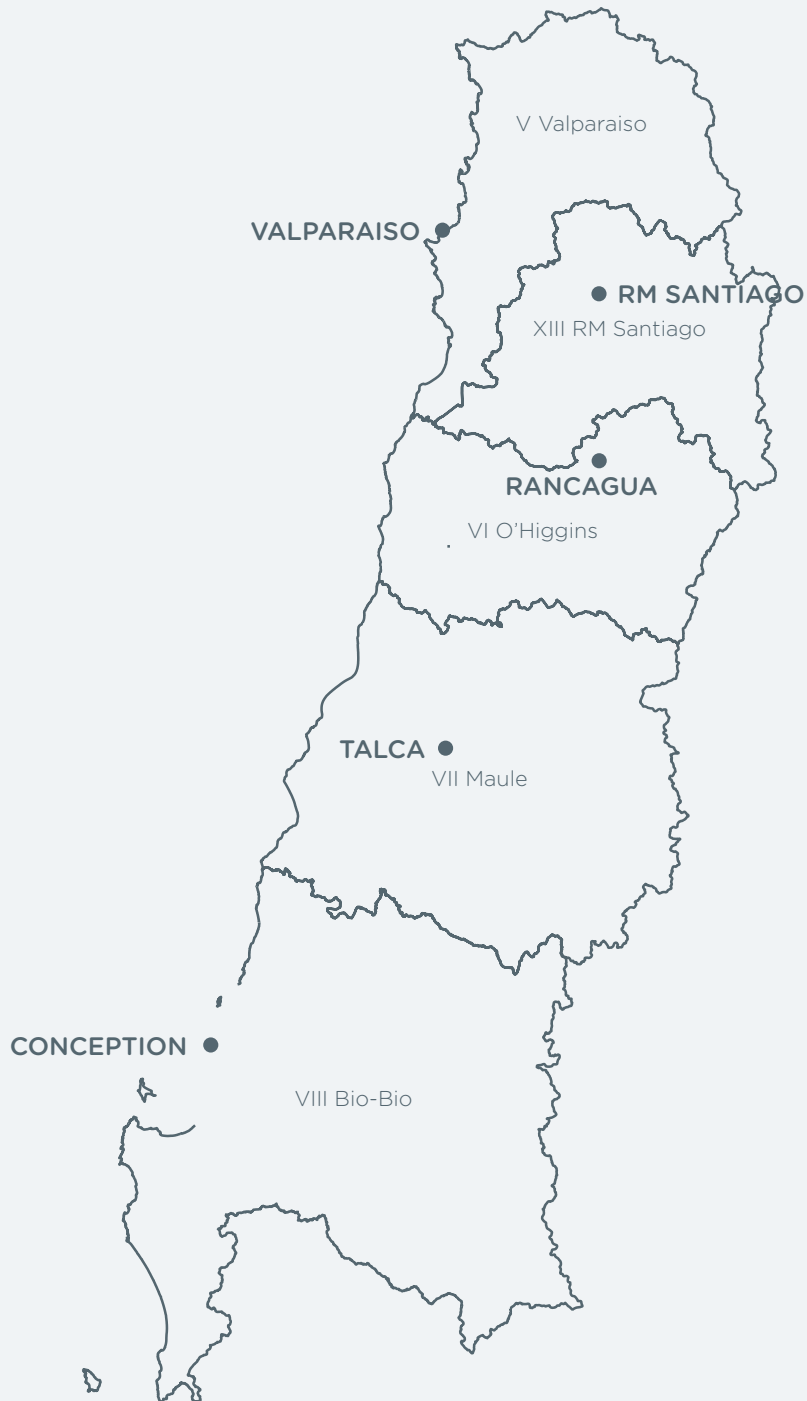 V Valparaiso
VALPARAISO
RM SANTIAGO
XIII RM Santiago
RANCAGUA
VI O'Higgins
TALCA
VII Maule
CONCEPTION
VIII Bio-Bio